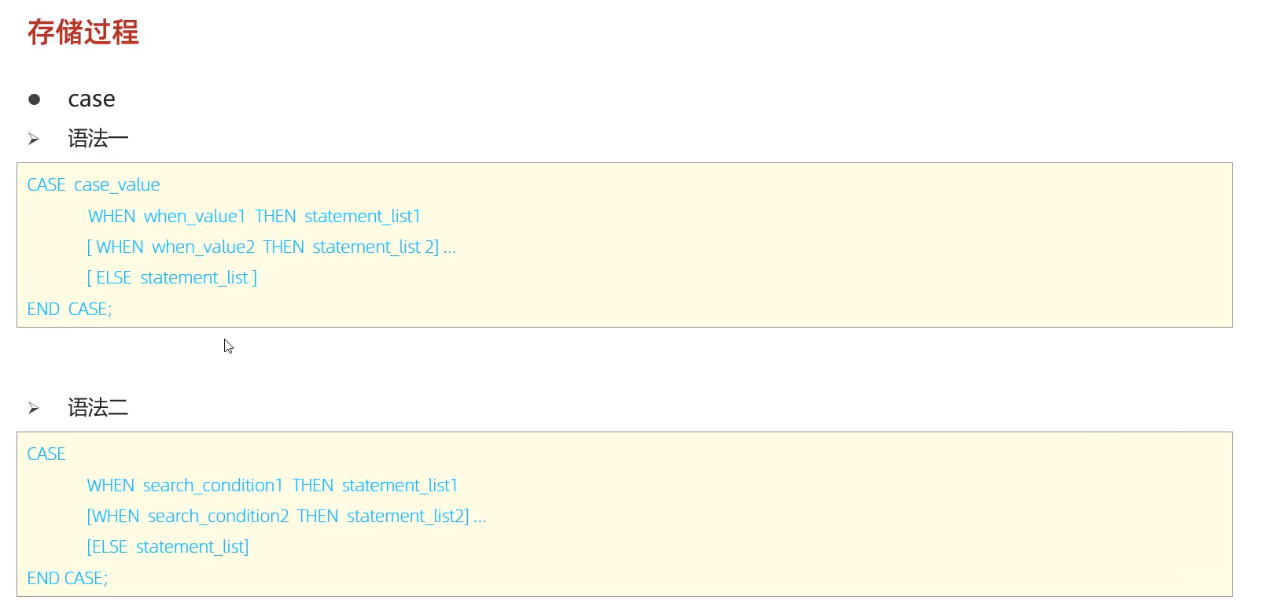 存储过程
case
语法一
CASE case_value
WHEN when_value1 THEN statement_list1
[ WHEN when_value2 THEN statement_list 2] ...
[ ELSE statement_list ]
END CASE;
语法二
CASE
WHEN search_condition1 THEN statement_list1
[WHEN search_condition2 THEN statement_list2] ...
[ELSE statement_list]
END CASE;